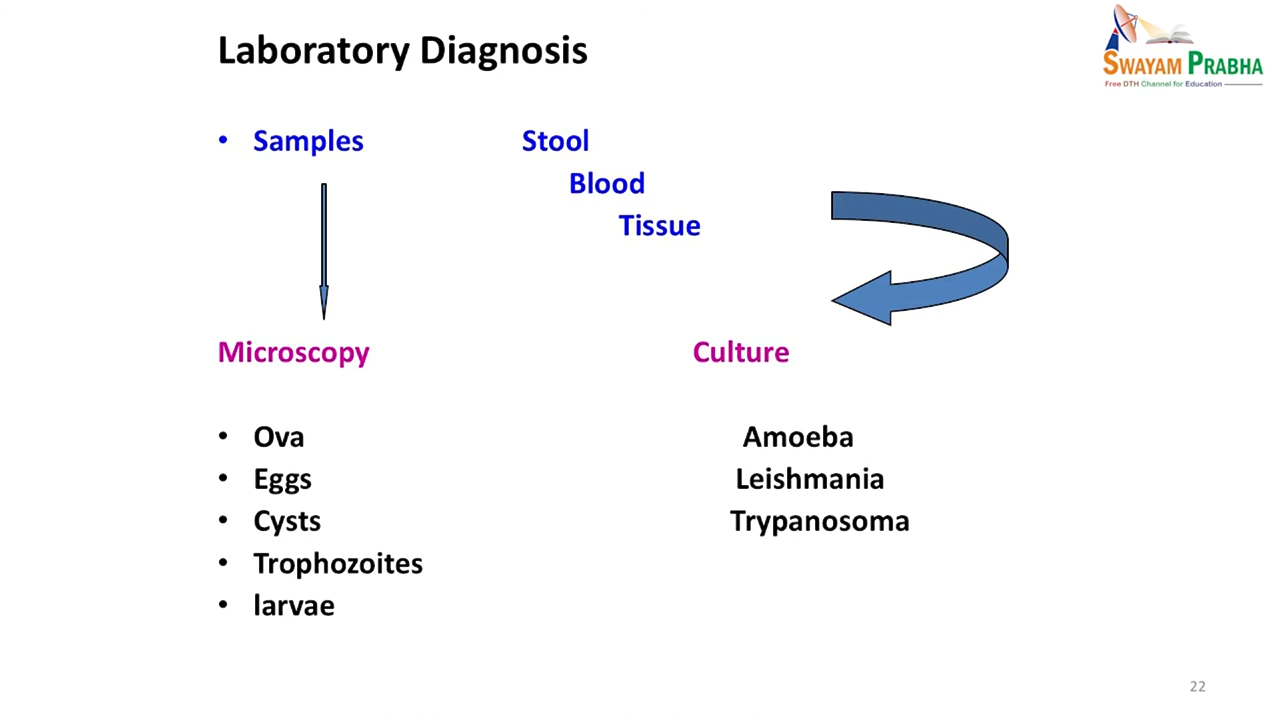 Laboratory Diagnosis
SWAYAM PRABHA
Free DTH Channel for Education
• Samples Stool
Blood
Tissue
Microscopy Culture
• Ova Amoeba
• Eggs Leishmania
• Cysts Trypanosoma
• Trophozoites
• larvae
22